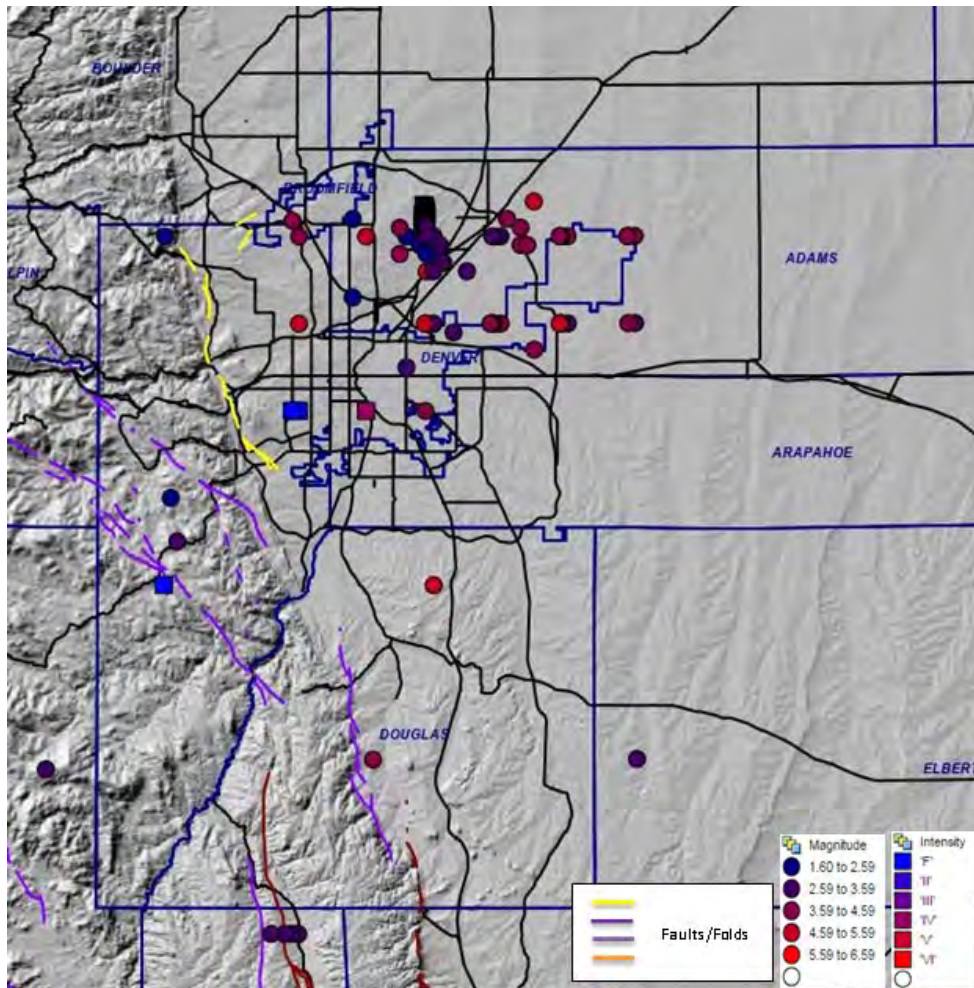 BOULDER
BROOMFIELD
LPIN
ADAMS
DENVER
ARAPAHOE
DOUGLAS
ELBERT
Magnitude
1.60 to 2.59
2.59 to 3.59
3.59 to 4.59
4.59 to 5.59
5.59 to 6.59
Intensity
'F'
'II'
'III'
'IV'
'V'
'VI'
Faults/Folds